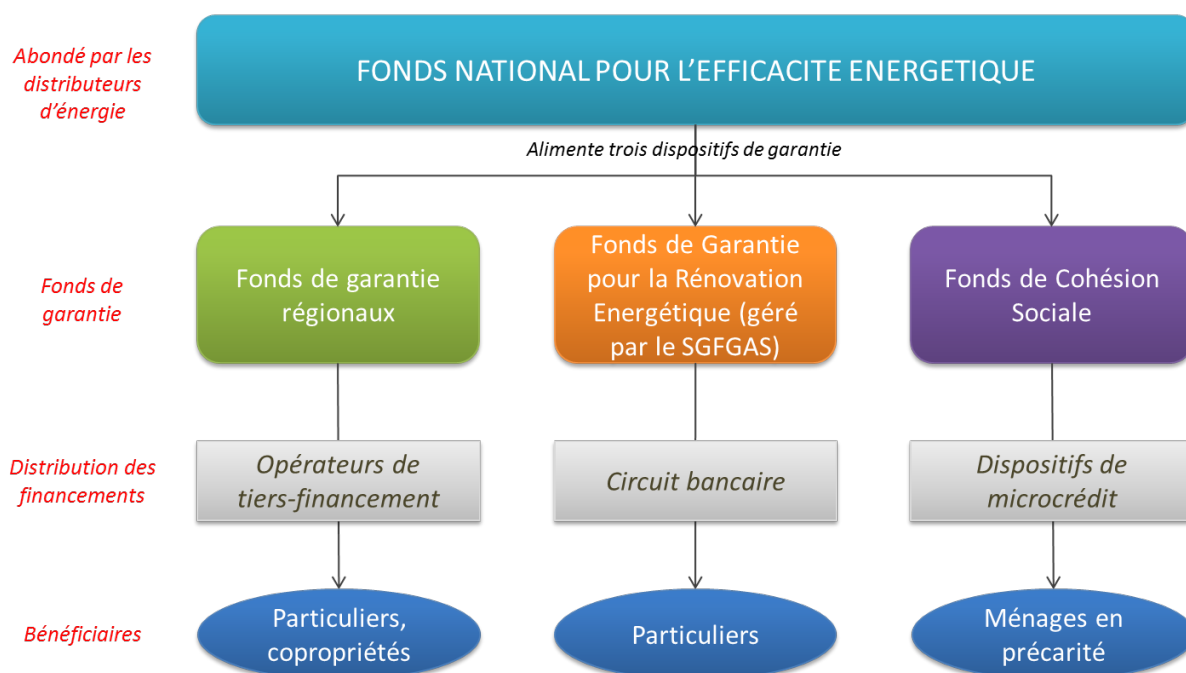 Abondé par les
distributeurs
d'énergie
FONDS NATIONAL POUR L'EFFICACITE ENERGETIQUE
Alimente trois dispositifs de garantie
Fonds de
garantie
Fonds de garantie
régionaux
Fonds de Garantie
pour la Rénovation
Energétique (géré
par le SGFGAS)
Fonds de Cohésion
Sociale
Distribution des
financements
Opérateurs de
tiers-financement
Circuit bancaire
Dispositifs de
microcrédit
Bénéficiaires
Particuliers,
copropriétés
Particuliers
Ménages en
précarité